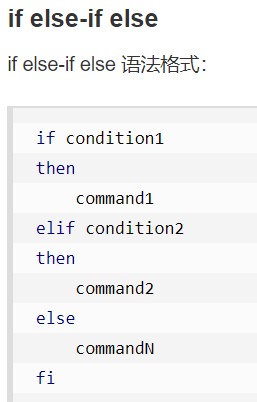 if else-if else
if else-if else 语法格式：
if condition1
then
    command1
elif condition2
then
    command2
else
    commandN
fi